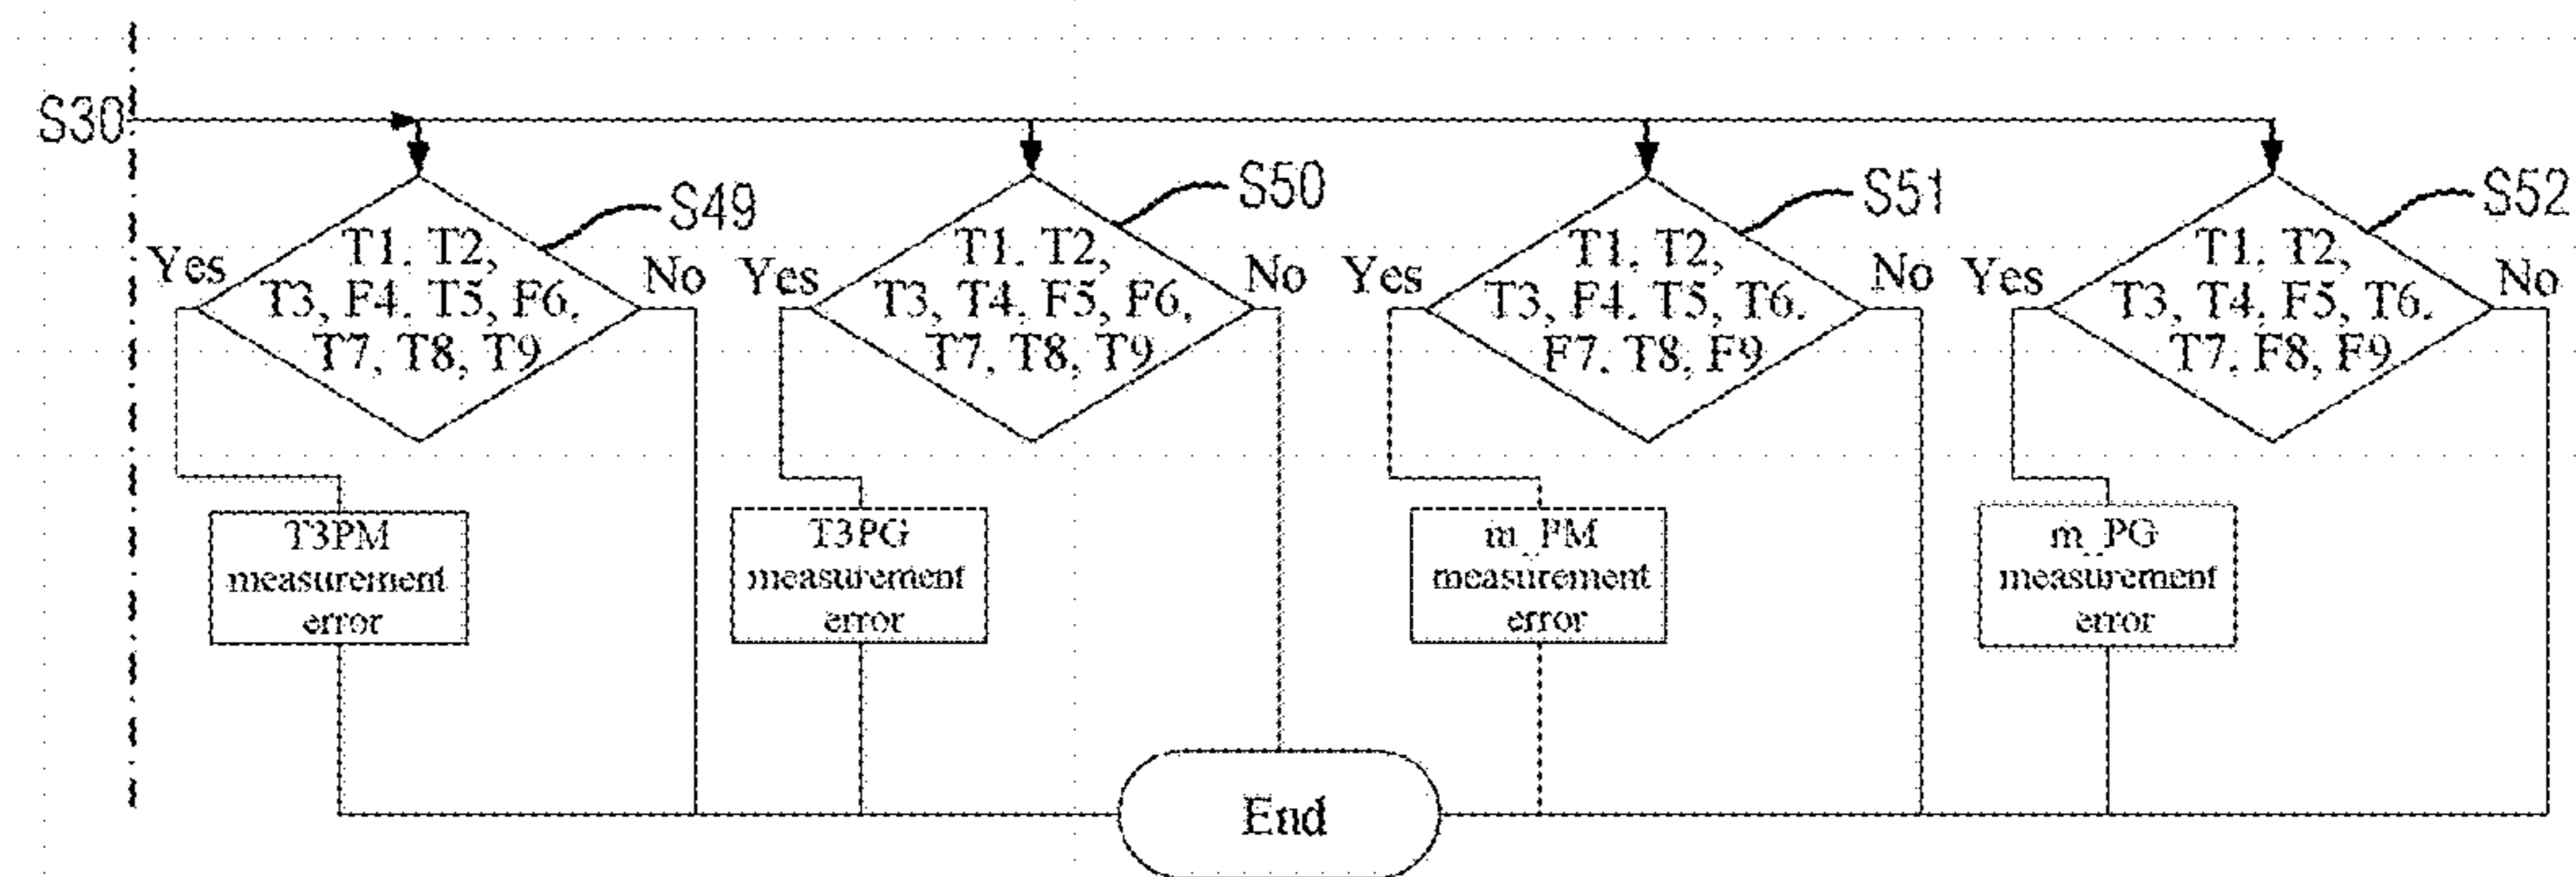 S30
S49
S50
S51
S52
Yes
T1, T2,
T3, F4, T5, F6,
T7, T8, T9
No
Yes
T1, T2,
T3, T4, F5, F6,
T7, T8, T9
No
Yes
T1, T2,
T3, F4, T5, T6,
F7, T8, F9
No
Yes
T1, T2,
T3, T4, F5, T6,
T7, F8, F9
No
T3PM
measurement
error
T3PG
measurement
error
m_PM
measurement
error
m_PG
measurement
error
End